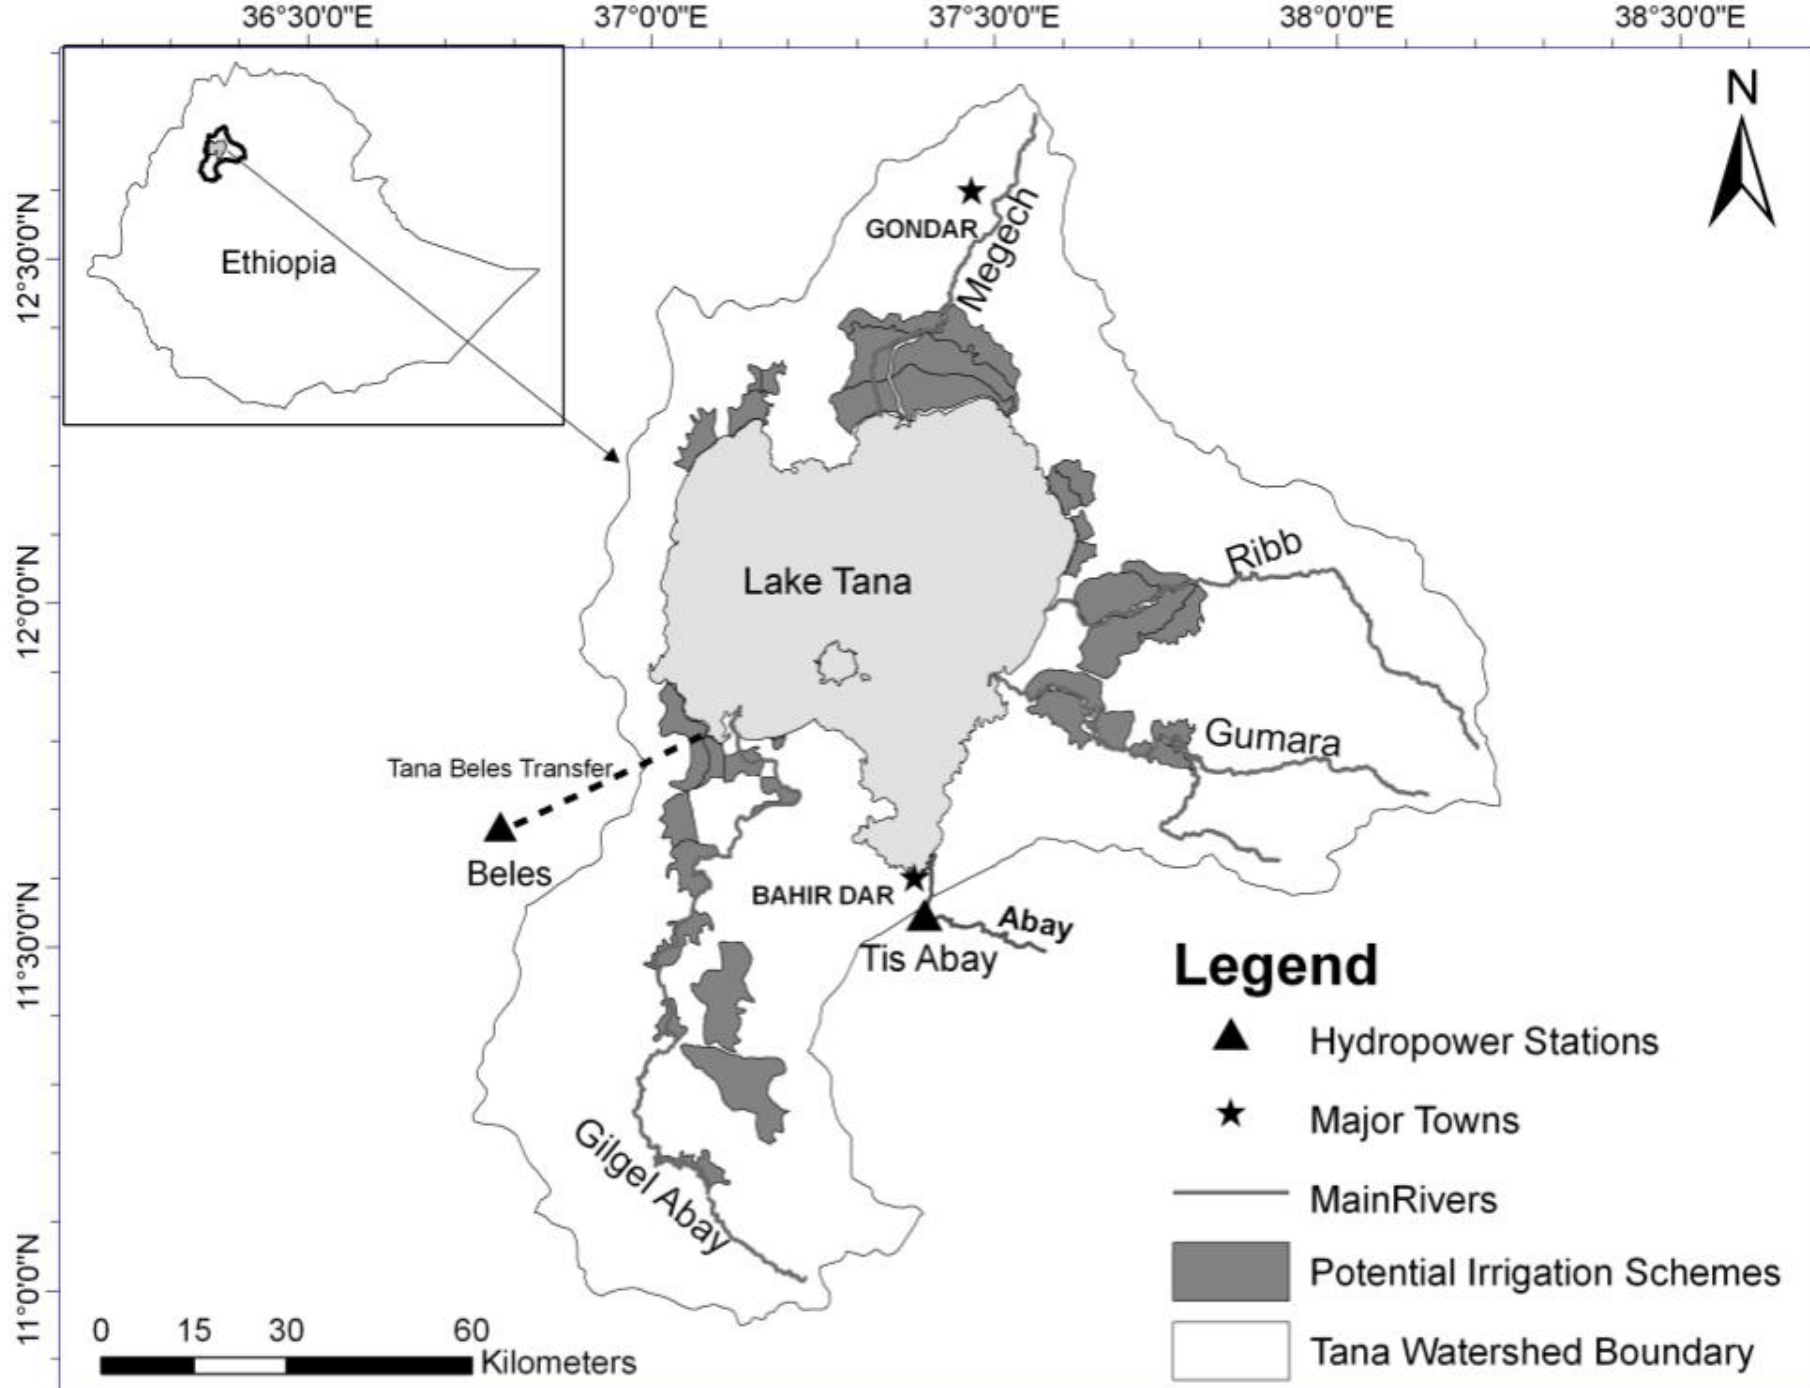 36°30'0"E
37°0'0"E
37°30'0"E
38°0'0"E
38°30'0"E
N
12°30'0"N
12°0'0"N
11°30'0"N
11°0'0"N
Ethiopia
GONDAR
Megech
Ribb
Lake Tana
Gumara
Tana Beles Transfer
Beles
BAHIR DAR
Abay
Tis Abay
Gilgel Abay
Legend
Hydropower Stations
Major Towns
MainRivers
Potential Irrigation Schemes
Tana Watershed Boundary
0 15 30 60
Kilometers